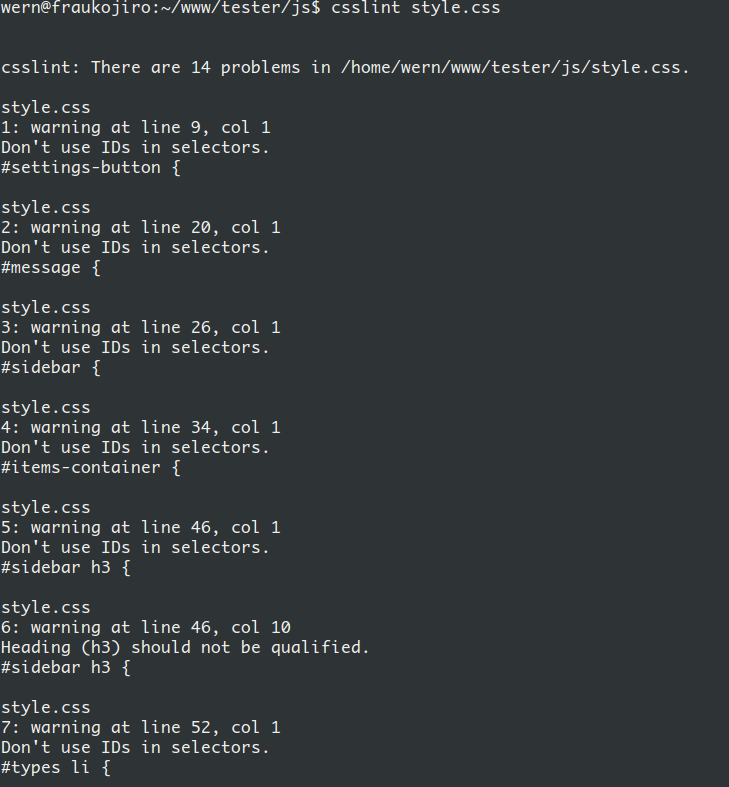 wern@fraukojiro:~/www/tester/js$ csslint style.css
csslint: There are 14 problems in /home/wern/www/tester/js/style.css.
style.css
1: warning at line 9, col 1
Don't use IDs in selectors.
#settings-button {
style.css
2: warning at line 20, col 1
Don't use IDs in selectors.
#message {
style.css
3: warning at line 26, col 1
Don't use IDs in selectors.
#sidebar {
style.css
4: warning at line 34, col 1
Don't use IDs in selectors.
#items-container {
style.css
5: warning at line 46, col 1
Don't use IDs in selectors.
#sidebar h3 {
style.css
6: warning at line 46, col 10
Heading (h3) should not be qualified.
#sidebar h3 {
style.css
7: warning at line 52, col 1
Don't use IDs in selectors.
#types li {